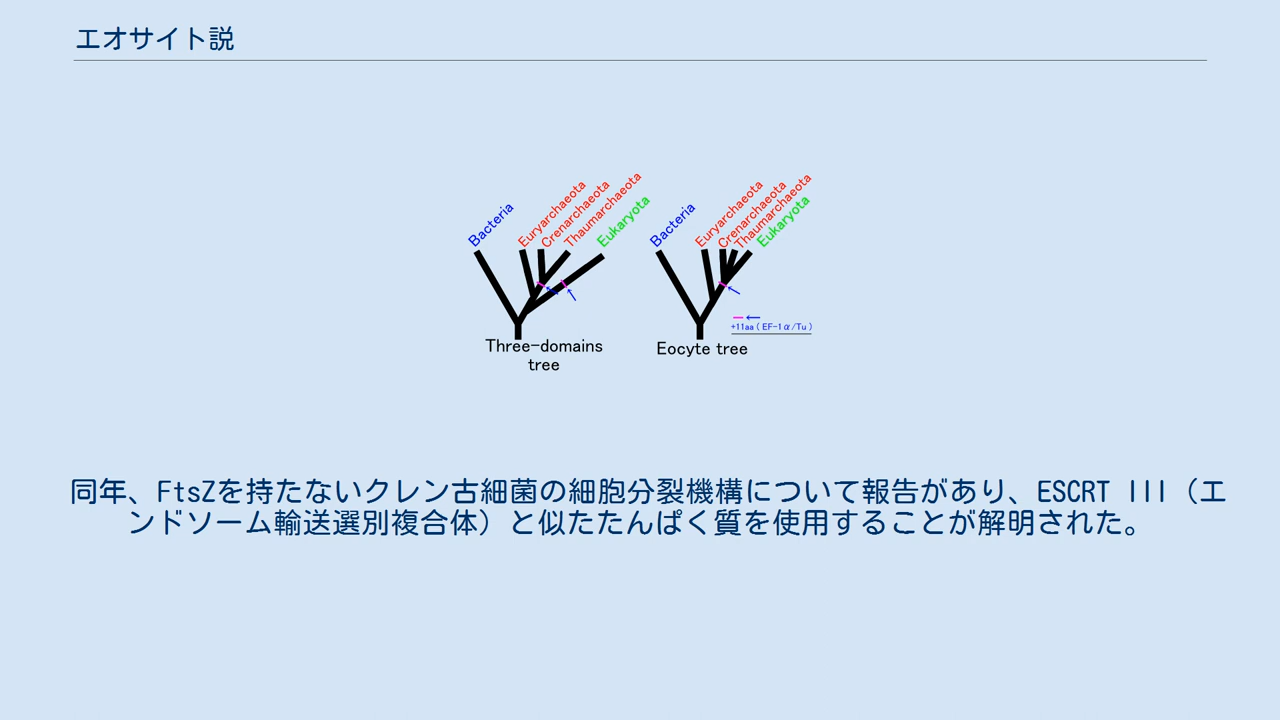 エオサイト説
Bacteria
Euryarchaeota
Crenarchaeota
Thaumarchaeota
Eukaryota
Three-domains
tree
Bacteria
Euryarchaeota
Crenarchaeota
Thaumarchaeota
Eukaryota
+11aa ( EF-1α/Tu )
Eocyte tree
同年、FtsZを持たないクレン古細菌の細胞分裂機構について報告があり、ESCRT III（エ
ンドソーム輸送選別複合体）と似たたんぱく質を使用することが解明された。